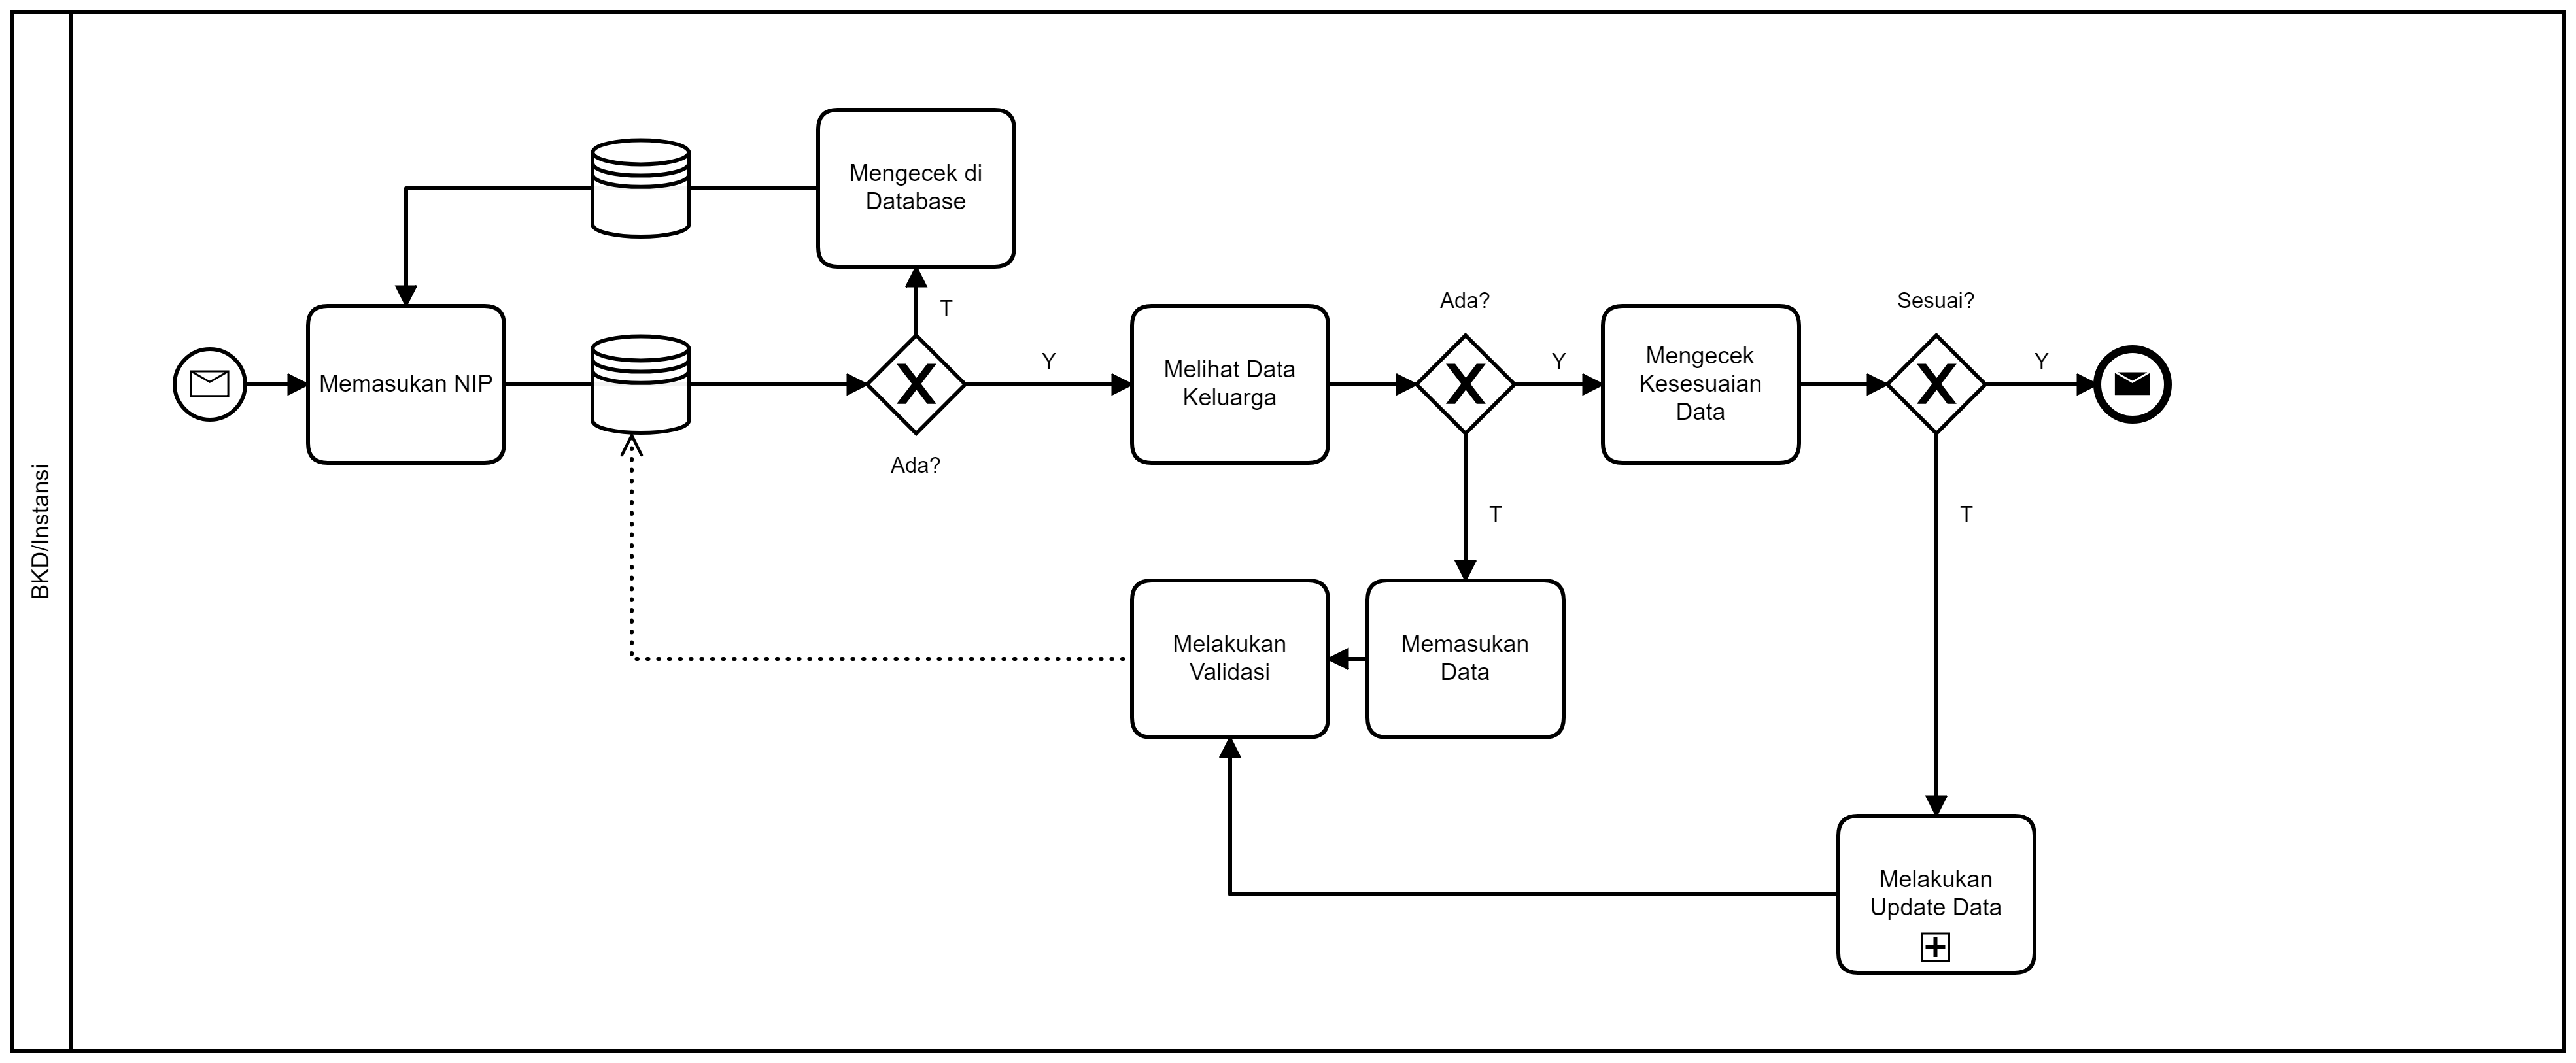 BKD/Instansi
Mengecek di
Database
T
Memasukan NIP
Ada?
Y
Melihat Data
Keluarga
Ada?
Y
T
Mengecek
Kesesuaian
Data
Sesuai?
Y
T
Melakukan
Validasi
Memasukan
Data
Melakukan
Update Data